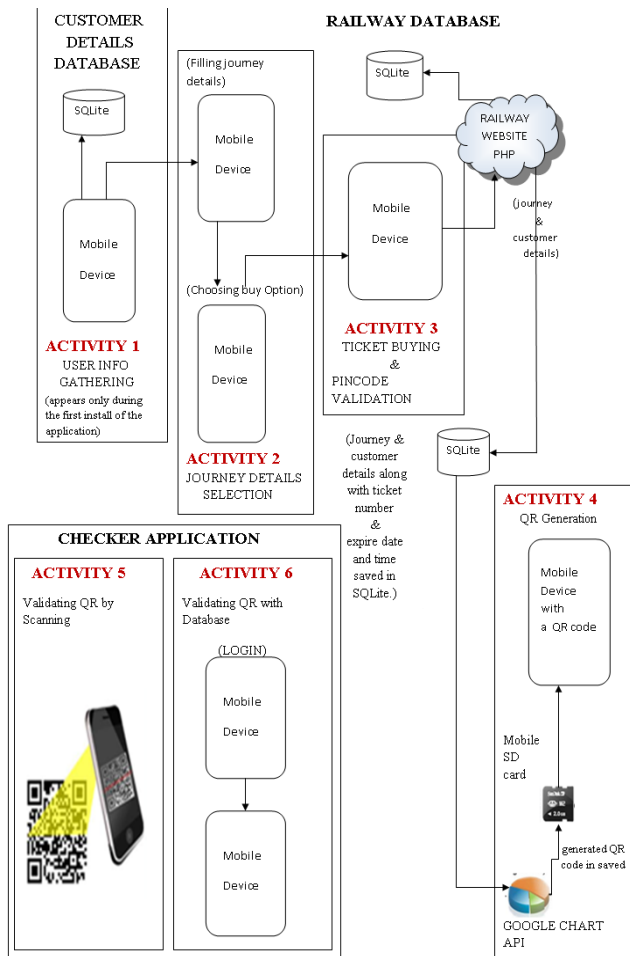 CUSTOMER
DETAILS
DATABASE
SQLite
Mobile
Device
ACTIVITY 1
USER INFO
GATHERING
(appears only during
the first install of the
application)
RAILWAY DATABASE
(Filling journey
details)
Mobile
Device
(Choosing buy Option)
Mobile
Device
ACTIVITY 2
JOURNEY DETAILS
SELECTION
SQLite
RAILWAY
WEBSITE
PHP
Mobile
Device
ACTIVITY 3
TICKET BUYING
&
PINCODE
VALIDATION
(journey
&
customer
details)
SQLite
(Journey &
customer
details along
with ticket
number
&
expire date
and time
saved in
SQLite.)
ACTIVITY 4
QR Generation
Mobile
Device
with
a QR code
Mobile
SD
card
generated QR
code in saved
GOOGLE CHART
API
CHECKER APPLICATION
ACTIVITY 5
Validating QR by
Scanning
ACTIVITY 6
Validating QR with
Database
(LOGIN)
Mobile
Device
Mobile
Device